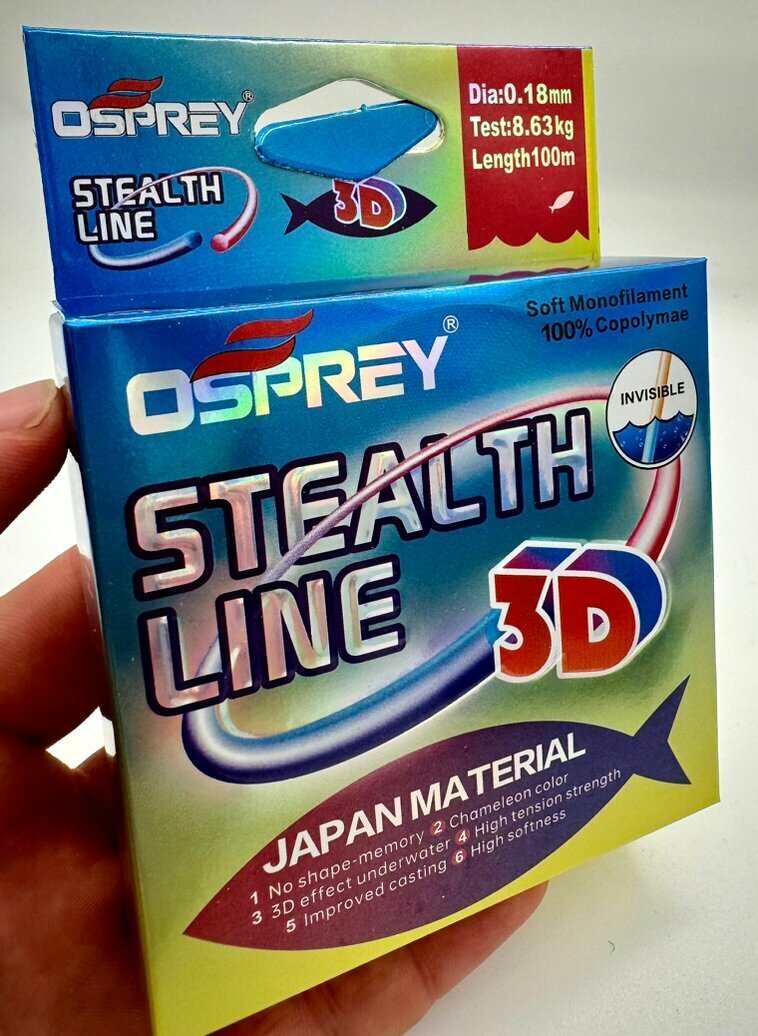 OSPREY®
STEALTH
LINE
3D
Dia:0.18mm
Test:8.63kg
Length100m
Soft Monofilament
100% Copolymae
OSPREY®
INVISIBLE
STEALTH
LINE
3D
JAPAN MATERIAL
1 No shape-memory 2 Chameleon color
3 3D effect underwater 4 High tension strength
5 Improved casting 6 High softness